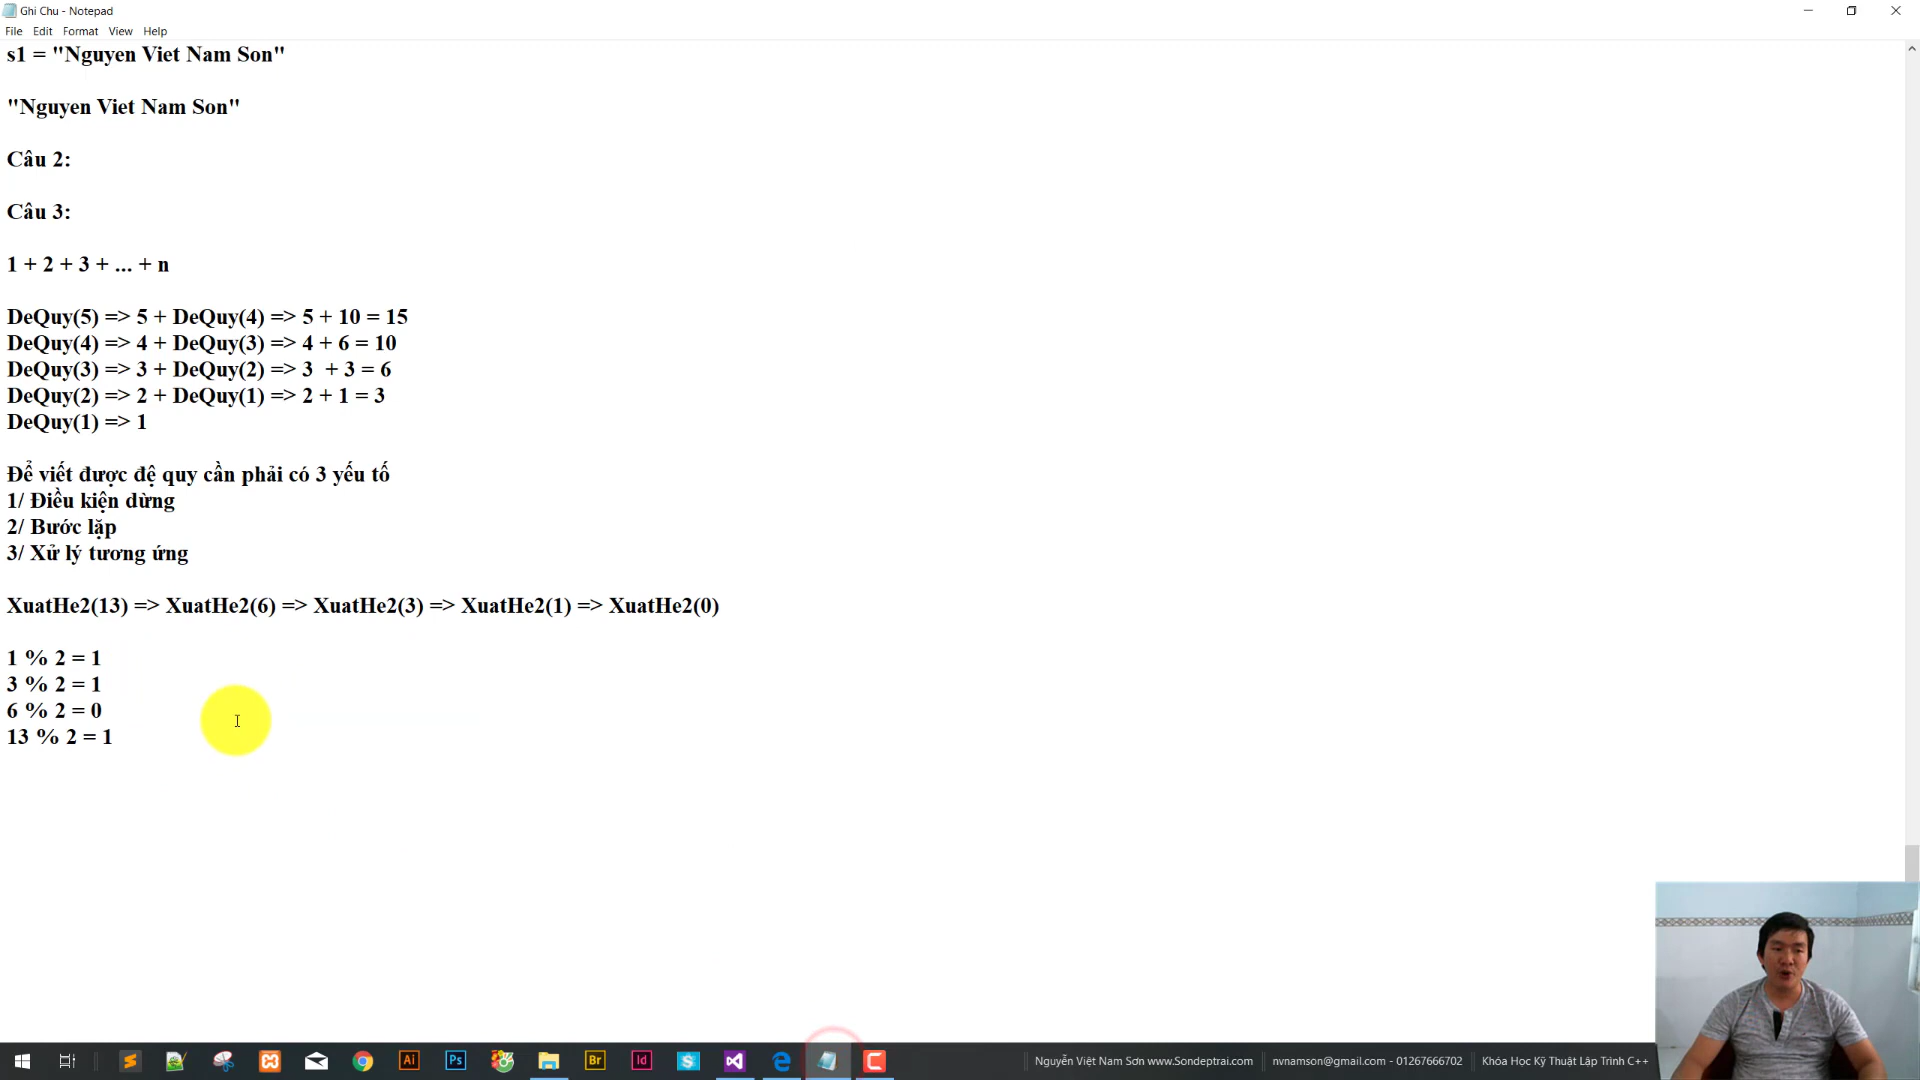 Ghi Chu - Notepad
File Edit Format View Help
s1 = "Nguyen Viet Nam Son"
"Nguyen Viet Nam Son"
Câu 2:
Câu 3:
1 + 2 + 3 + ... + n
DeQuy(5) => 5 + DeQuy(4) => 5 + 10 = 15
DeQuy(4) => 4 + DeQuy(3) => 4 + 6 = 10
DeQuy(3) => 3 + DeQuy(2) => 3  + 3 = 6
DeQuy(2) => 2 + DeQuy(1) => 2 + 1 = 3
DeQuy(1) => 1
Để viết được đệ quy cần phải có 3 yếu tố
1/ Điều kiện dừng
2/ Bước lặp
3/ Xử lý tương ứng
XuatHe2(13) => XuatHe2(6) => XuatHe2(3) => XuatHe2(1) => XuatHe2(0)
1 % 2 = 1
3 % 2 = 1
6 % 2 = 0
13 % 2 = 1
Ai Ps Br Id S C
Nguyễn Việt Nam Sơn www.Sondeptrai.com nvnamson@gmail.com - 01267666702 Khóa Học Kỹ Thuật Lập Trình C++